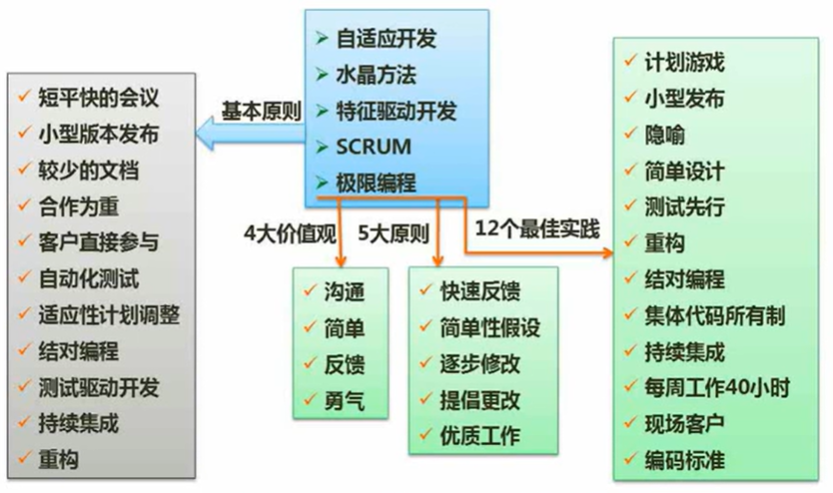 短平快的会议
小型版本发布
较少的文档
合作为重
客户直接参与
自动化测试
适应性计划调整
结对编程
测试驱动开发
持续集成
重构
基本原则
自适应开发
水晶方法
特征驱动开发
SCRUM
极限编程
4大价值观
沟通
简单
反馈
勇气
5大原则
快速反馈
简单性假设
逐步修改
提倡更改
优质工作
12个最佳实践
计划游戏
小型发布
隐喻
简单设计
测试先行
重构
结对编程
集体代码所有制
持续集成
每周工作40小时
现场客户
编码标准